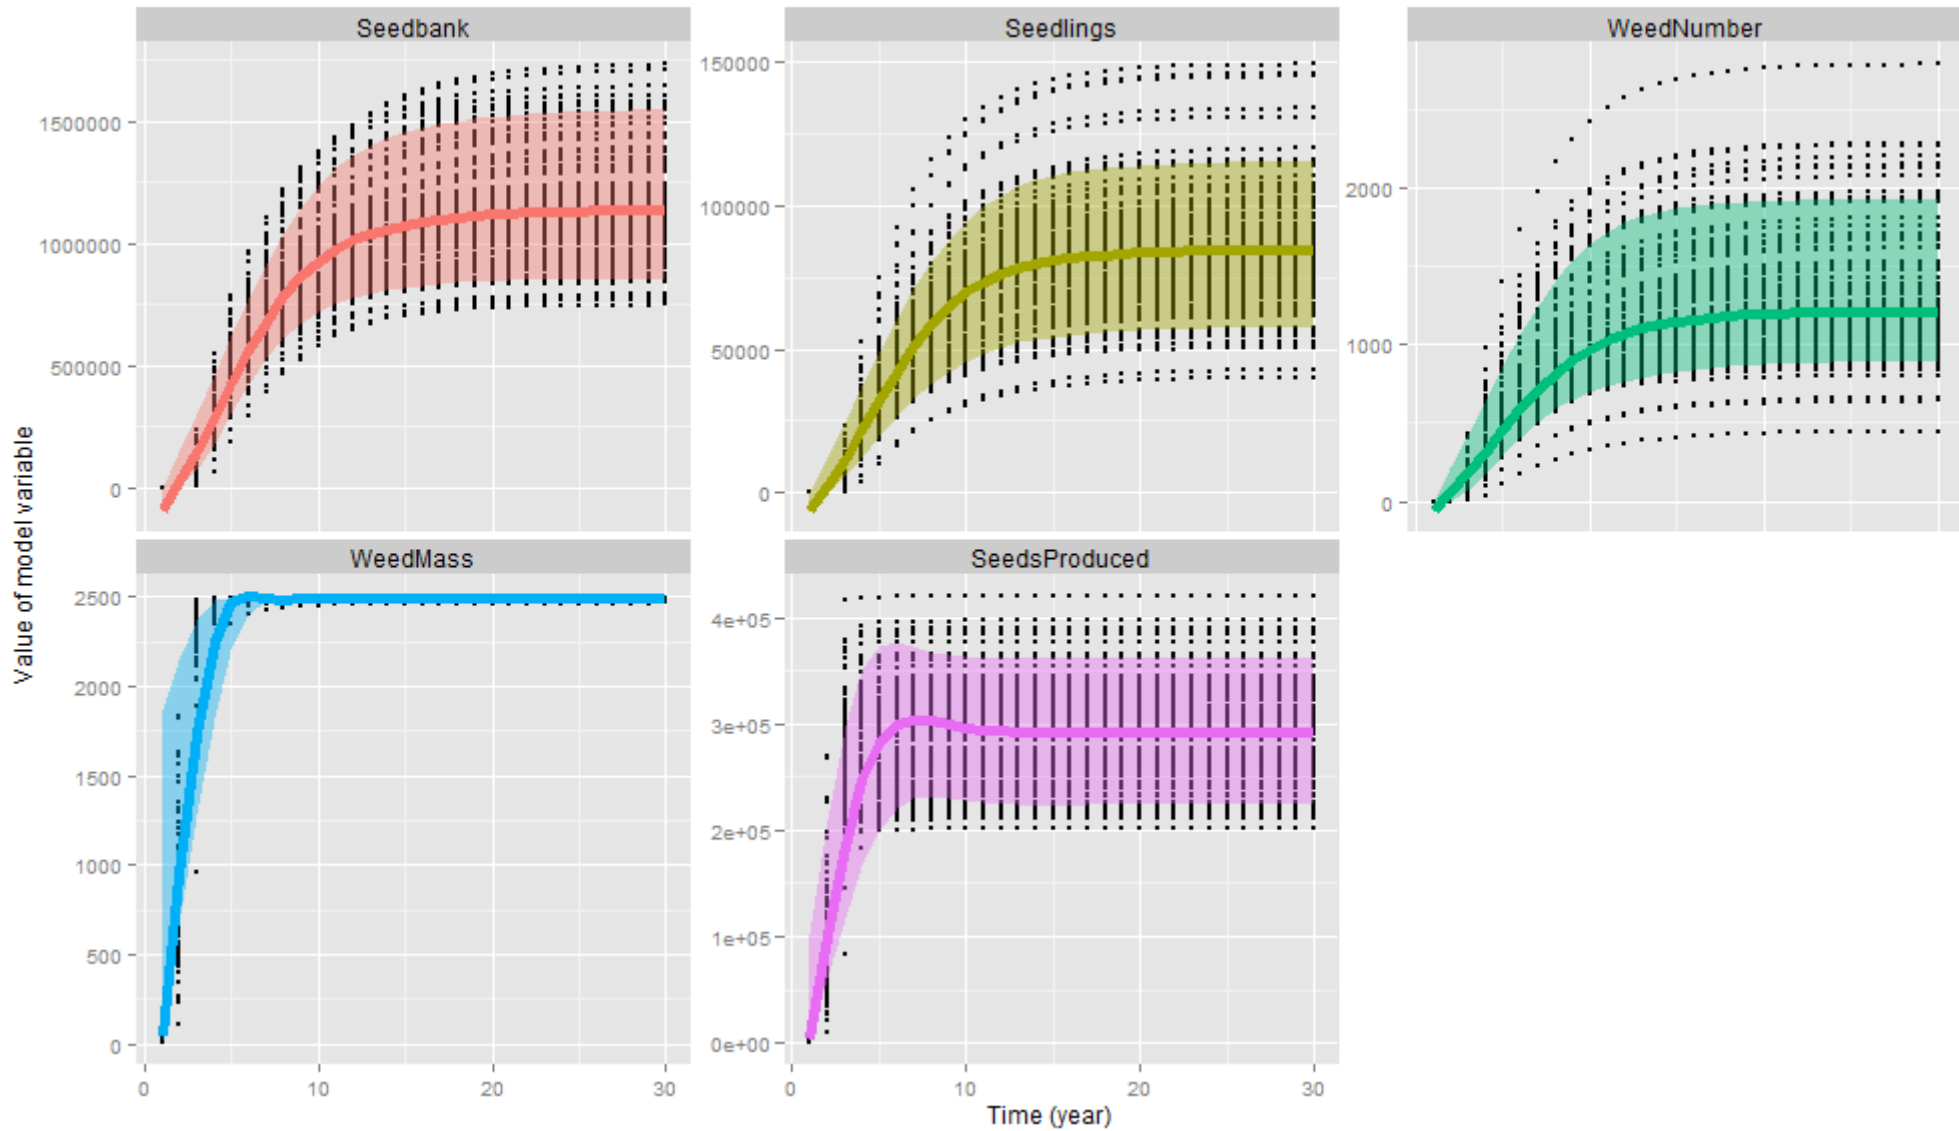 Seedbank
Seedlings
WeedNumber
1500000
1000000
500000
0
150000
100000
50000
0
2000
1000
0
Value of model variable
WeedMass
SeedsProduced
2500
2000
1500
1000
500
0
4e+05
3e+05
2e+05
1e+05
0e+00
0 10 20 30
0 10 20 30
Time (year)